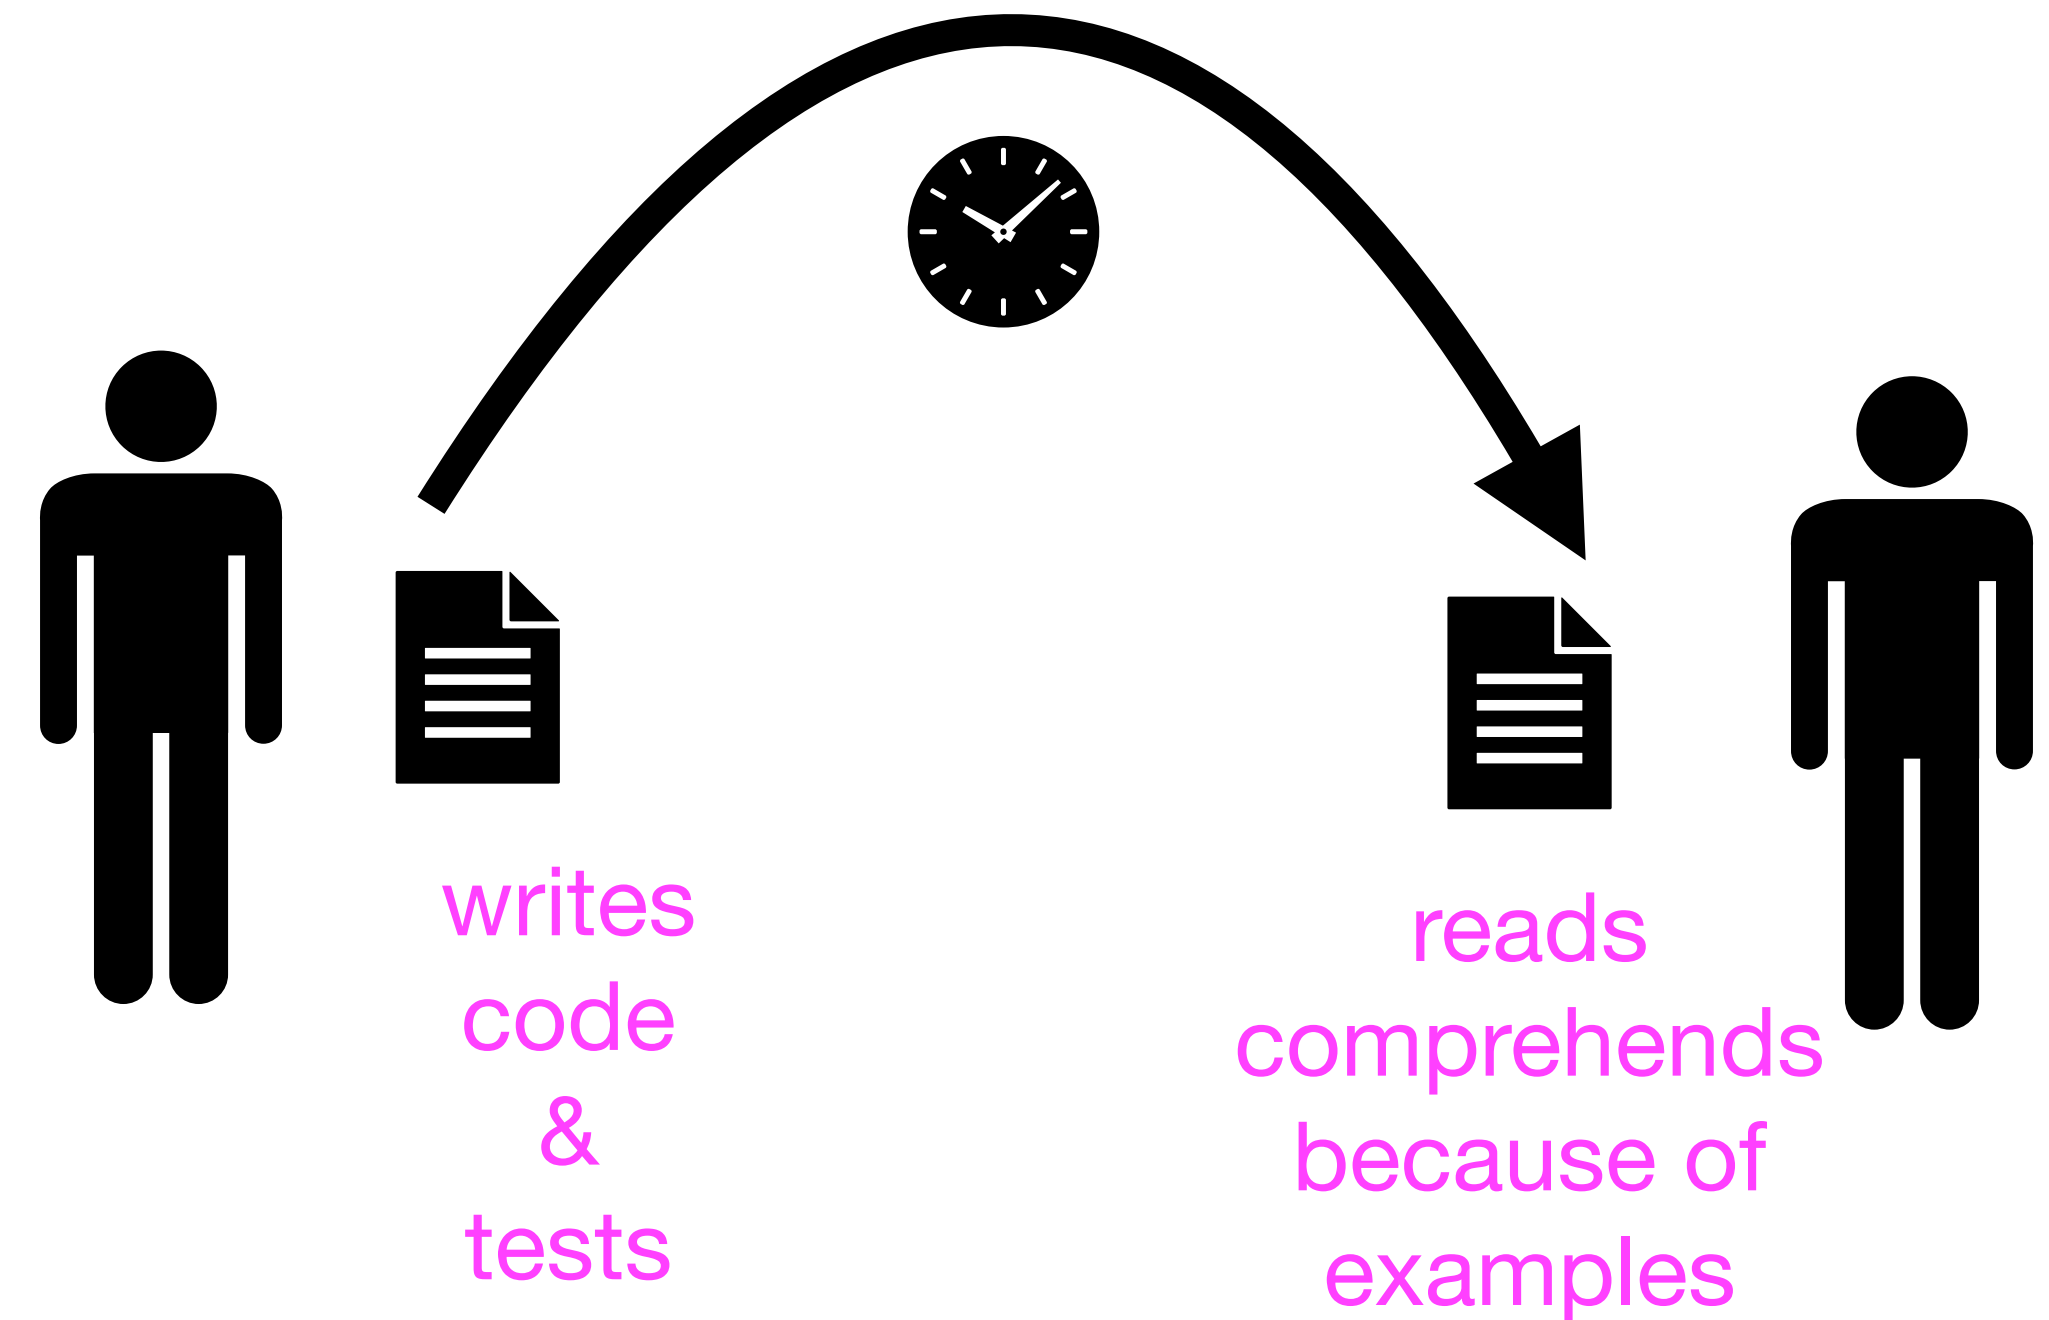 writes
code
&
tests
reads
comprehends
because of
examples